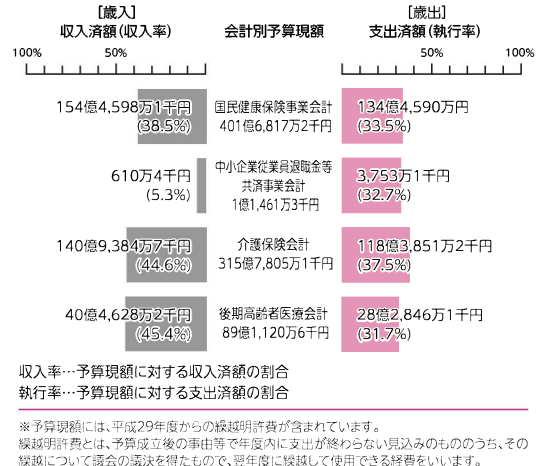 [歳入] [歳出]
収入済額(収入率) 会計別予算現額 支出済額(執行率)
100% 50% 50% 100%
154億4,598万1千円 国民健康保険事業会計 134億4,590万円
(38.5%) 401億6,817万2千円 (33.5%)
610万4千円 中小企業従業員退職金等 3,753万1千円
(5.3%) 共済事業会計 (32.7%)
1億1,461万3千円
140億9,384万7千円 介護保険会計 118億3,851万2千円
(44.6%) 315億7,805万1千円 (37.5%)
40億4,628万2千円 後期高齢者医療会計 28億2,846万1千円
(45.4%) 89億1,120万6千円 (31.7%)
収入率…予算現額に対する収入済額の割合
執行率…予算現額に対する支出済額の割合
※予算現額には、平成29年度からの繰越明許費が含まれています。
繰越明許費とは、予算成立後の事由等で年度内に支出が終わらない見込みのもののうち、その
繰越について議会の議決を得たもので、翌年度に繰越して使用できる経費をいいます。